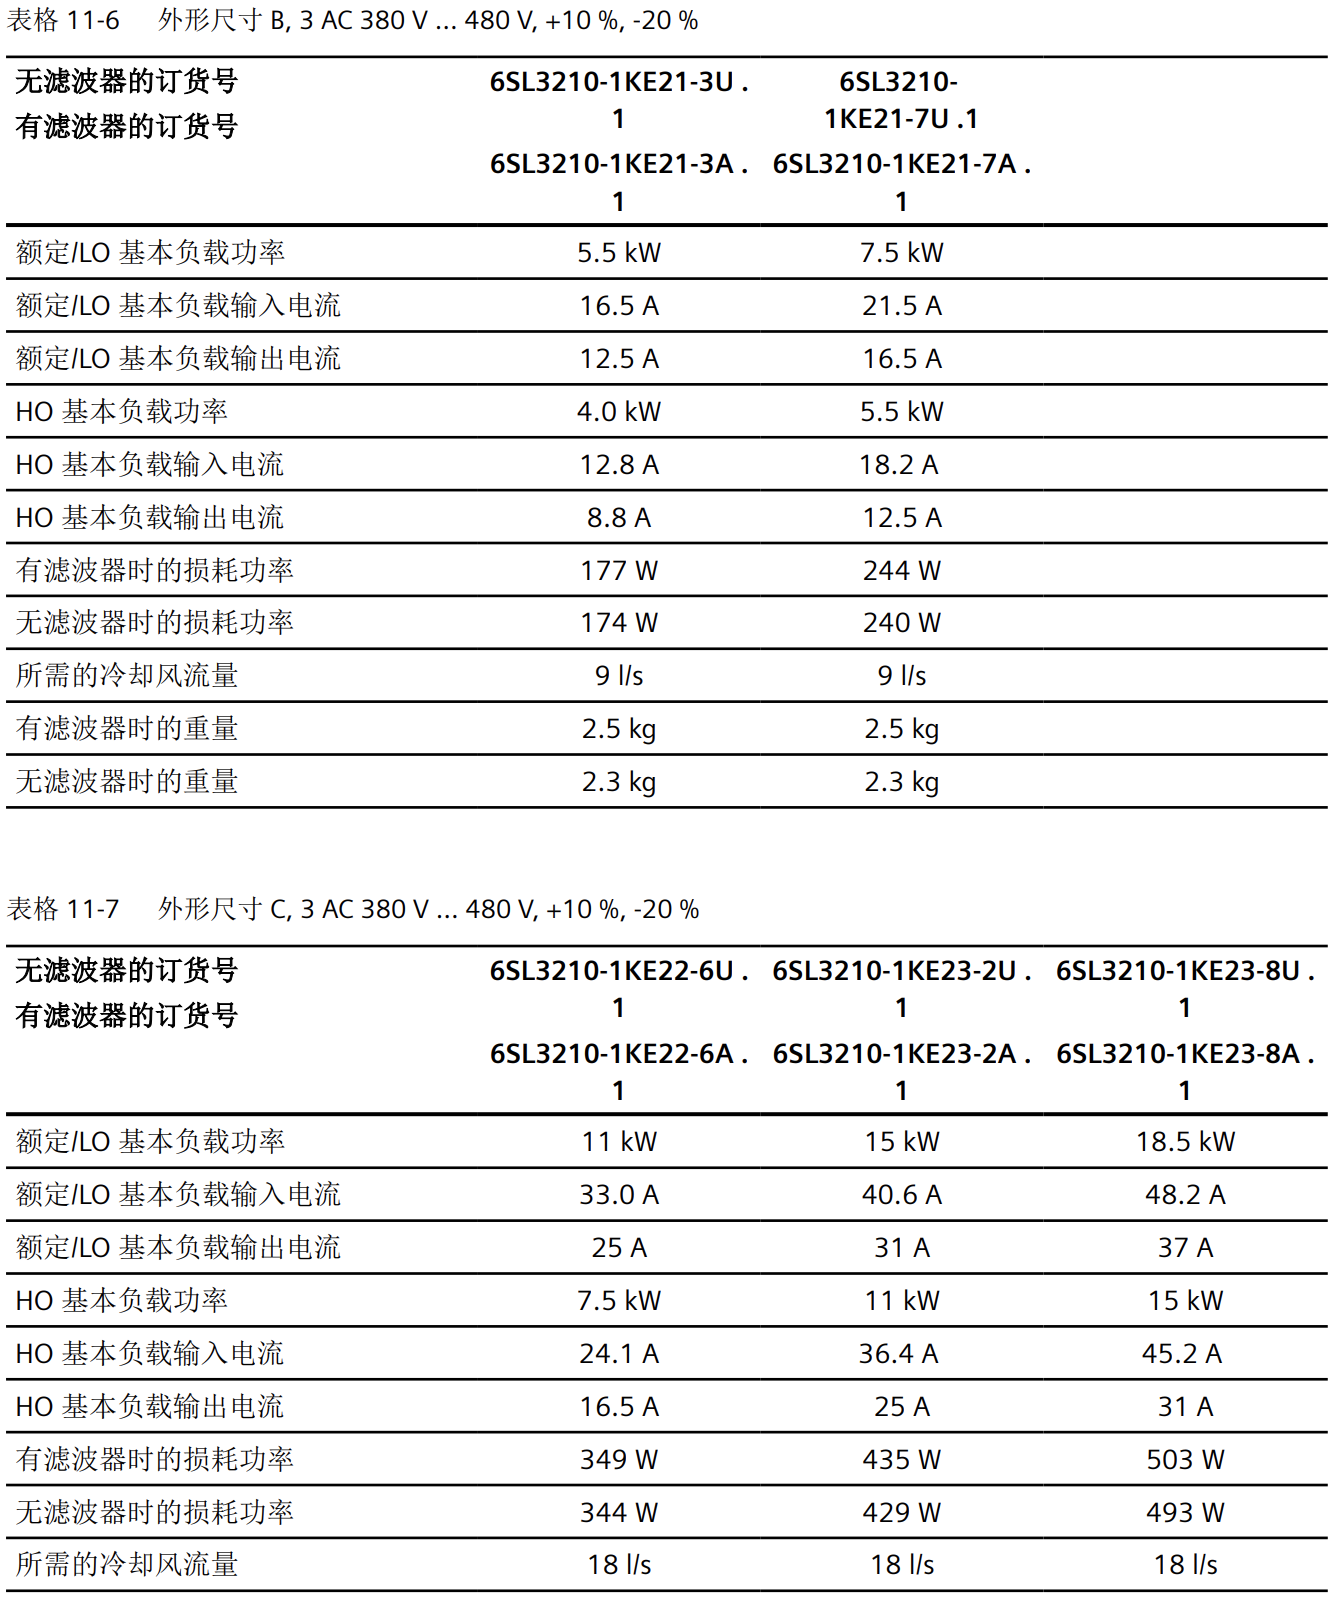 表格 11-6 外形尺寸 B, 3 AC 380 V ... 480 V, +10 %, -20 %
无滤波器的订货号 6SL3210-1KE21-3U . 6SL3210-
1 1KE21-7U .1
有滤波器的订货号
6SL3210-1KE21-3A . 6SL3210-1KE21-7A .
1 1
额定/LO 基本负载功率 5.5 kW 7.5 kW
额定/LO 基本负载输入电流 16.5 A 21.5 A
额定/LO 基本负载输出电流 12.5 A 16.5 A
HO 基本负载功率 4.0 kW 5.5 kW
HO 基本负载输入电流 12.8 A 18.2 A
HO 基本负载输出电流 8.8 A 12.5 A
有滤波器时的损耗功率 177 W 244 W
无滤波器时的损耗功率 174 W 240 W
所需的冷却风流量 9 l/s 9 l/s
有滤波器时的重量 2.5 kg 2.5 kg
无滤波器时的重量 2.3 kg 2.3 kg
表格 11-7 外形尺寸 C, 3 AC 380 V ... 480 V, +10 %, -20 %
无滤波器的订货号 6SL3210-1KE22-6U . 6SL3210-1KE23-2U . 6SL3210-1KE23-8U .
1 1 1
有滤波器的订货号
6SL3210-1KE22-6A . 6SL3210-1KE23-2A . 6SL3210-1KE23-8A .
1 1 1
额定/LO 基本负载功率 11 kW 15 kW 18.5 kW
额定/LO 基本负载输入电流 33.0 A 40.6 A 48.2 A
额定/LO 基本负载输出电流 25 A 31 A 37 A
HO 基本负载功率 7.5 kW 11 kW 15 kW
HO 基本负载输入电流 24.1 A 36.4 A 45.2 A
HO 基本负载输出电流 16.5 A 25 A 31 A
有滤波器时的损耗功率 349 W 435 W 503 W
无滤波器时的损耗功率 344 W 429 W 493 W
所需的冷却风流量 18 l/s 18 l/s 18 l/s